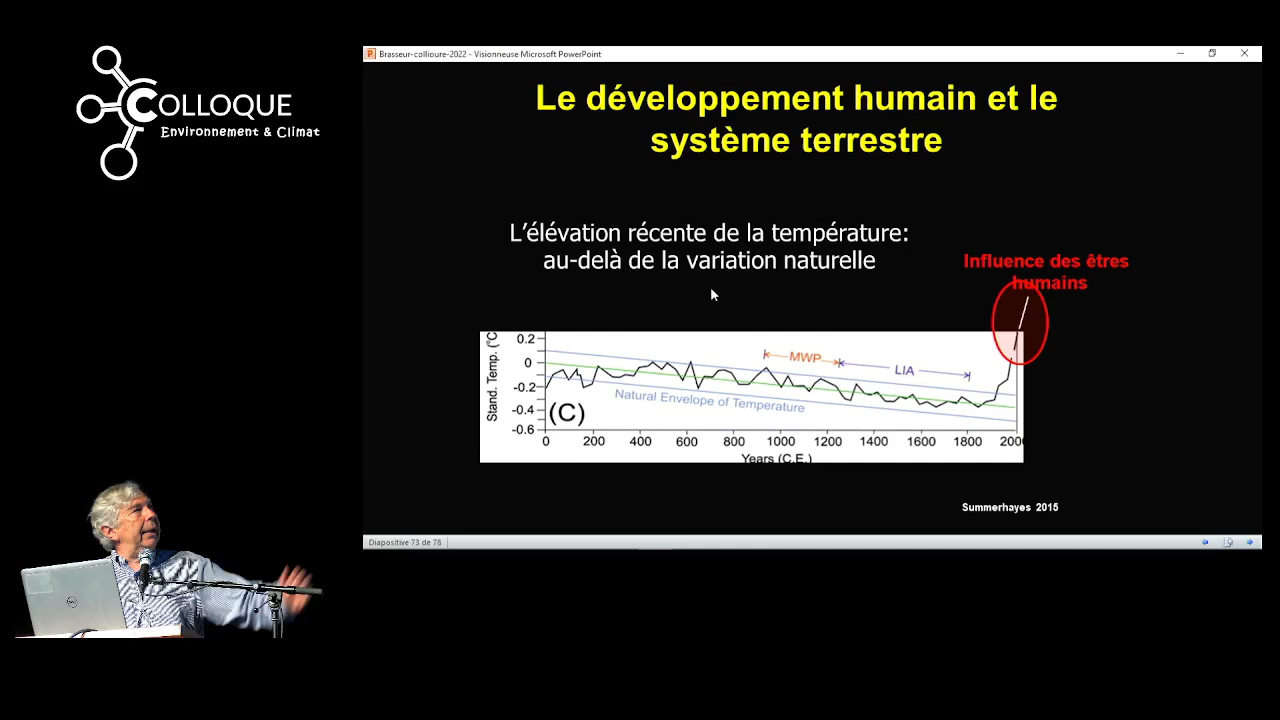 COLLOQUE
Environnement & Climat
Brasseur-collioure-2022 - Visionneuse Microsoft PowerPoint
Le développement humain et le
système terrestre
L'élévation récente de la température:
au-delà de la variation naturelle
Influence des êtres
humains
Stand. Temp. (°C
0.2
0
-0.2
-0.4
-0.6
MWP
LIA
Natural Envelope of Temperature
(C)
0 200 400 600 800 1000 1200 1400 1600 1800 2000
Years (C.E.)
Summerhayes 2015
Diapositive 73 de 78
DELL